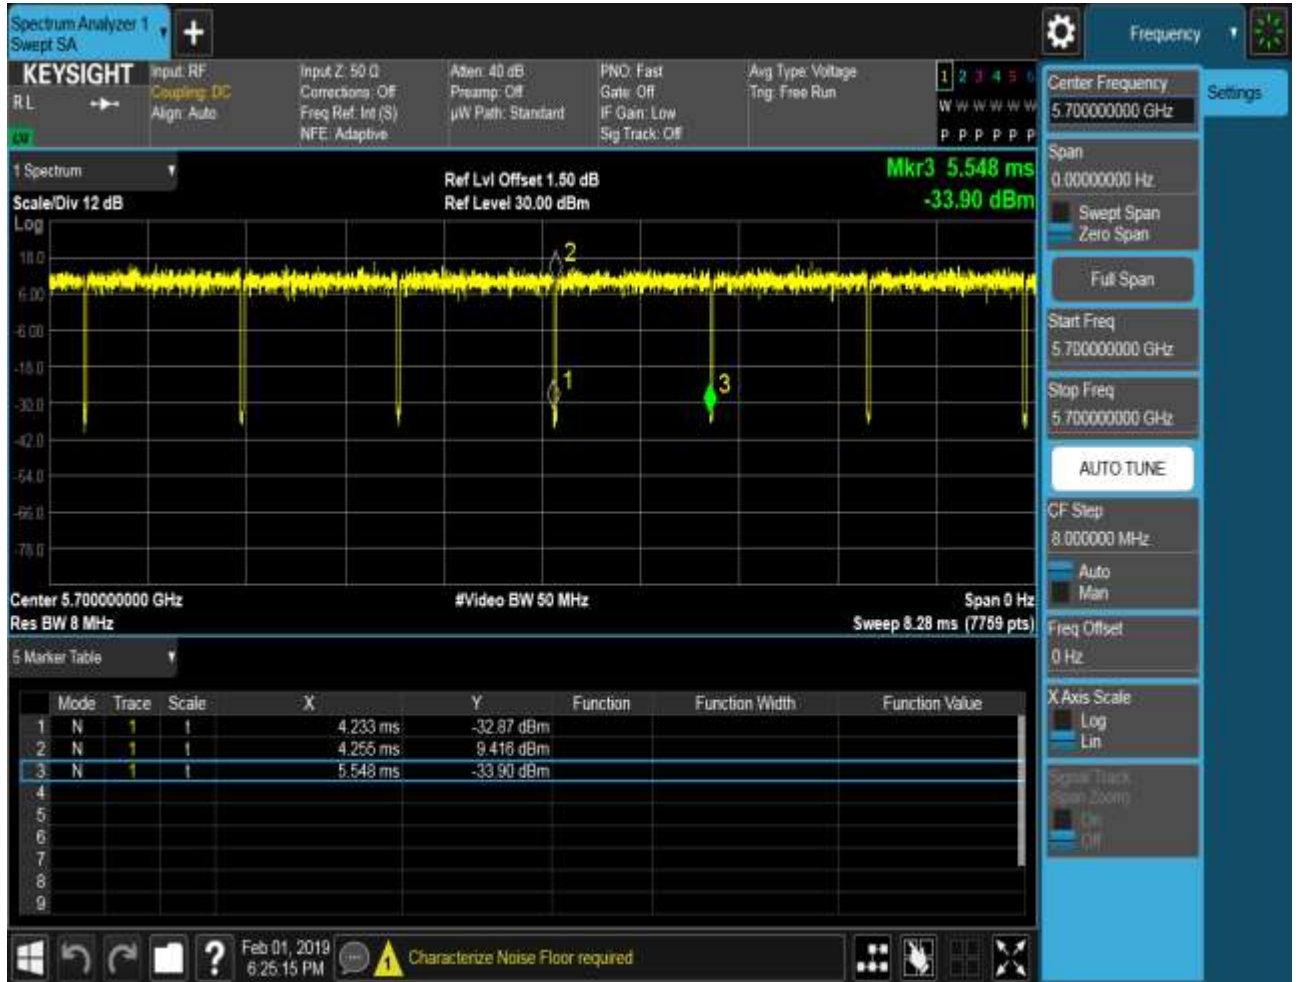 Spectrum Analyzer 1
Swept SA
+
Frequency
KEYSIGHT
RL
Input: RF
Coupling: DC
Align: Auto
Input Z: 50 Ω
Corrections: Off
Freq Ref: Int (S)
NFE: Adaptive
Atten: 40 dB
Preamp: Off
µW Path: Standard
PNO: Fast
Gate: Off
IF Gain: Low
Sig Track: Off
Avg Type: Voltage
Trig: Free Run
1 2 3 4 5 6
W W W W W W
P P P P P P
Center Frequency
5.700000000 GHz
Settings
Span
0.00000000 Hz
Swept Span
Zero Span
Full Span
Start Freq
5.700000000 GHz
Stop Freq
5.700000000 GHz
AUTO TUNE
CF Step
8.000000 MHz
Auto
Man
Freq Offset
0 Hz
X Axis Scale
Log
Lin
Signal Track
(Span Zoom)
On
Off
1 Spectrum
Scale/Div 12 dB
Ref Lvl Offset 1.50 dB
Ref Level 30.00 dBm
Mkr3 5.548 ms
-33.90 dBm
Log
18.0
6.00
-6.00
-18.0
-30.0
-42.0
-54.0
-66.0
-78.0
2
1
3
Center 5.700000000 GHz
#Video BW 50 MHz
Span 0 Hz
Res BW 8 MHz
Sweep 8.28 ms (7759 pts)
5 Marker Table
Mode Trace Scale X Y Function Function Width Function Value
1 N 1 t 4.233 ms -32.87 dBm
2 N 1 t 4.255 ms 9.416 dBm
3 N 1 t 5.548 ms -33.90 dBm
4
5
6
7
8
9
?
Feb 01, 2019
6:25:15 PM
1
Characterize Noise Floor required